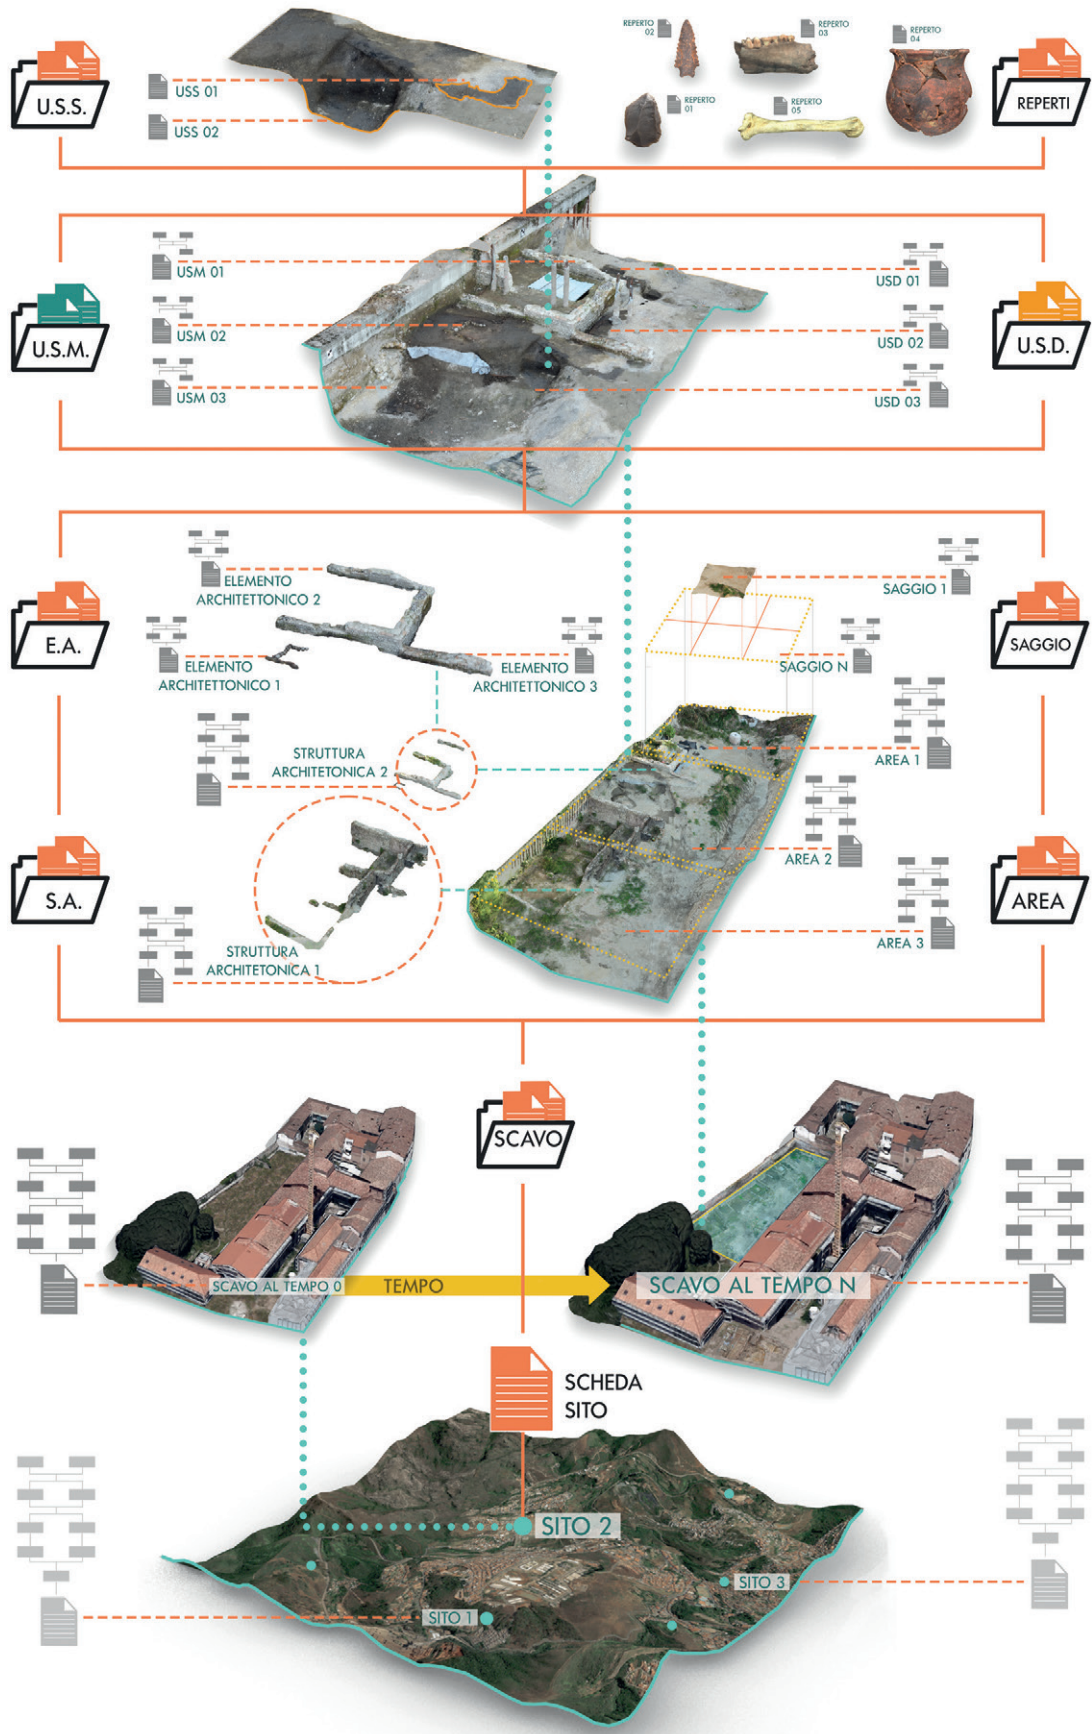 U.S.S.
USS 01
USS 02
REPERTO
02
REPERTO
03
REPERTO
04
REPERTO
01
REPERTO
05
REPERTI
U.S.M.
USM 01
USM 02
USM 03
USD 01
USD 02
USD 03
U.S.D.
E.A.
ELEMENTO
ARCHITETTONICO 2
ELEMENTO
ARCHITETTONICO 1
ELEMENTO
ARCHITETTONICO 3
SAGGIO 1
SAGGIO N
SAGGIO
STRUTTURA
ARCHITETONICA 2
AREA 1
AREA 2
AREA 3
S.A.
STRUTTURA
ARCHITETONICA 1
AREA
SCAVO
SCAVO AL TEMPO 0
TEMPO
SCAVO AL TEMPO N
SCHEDA
SITO
SITO 2
SITO 3
SITO 1